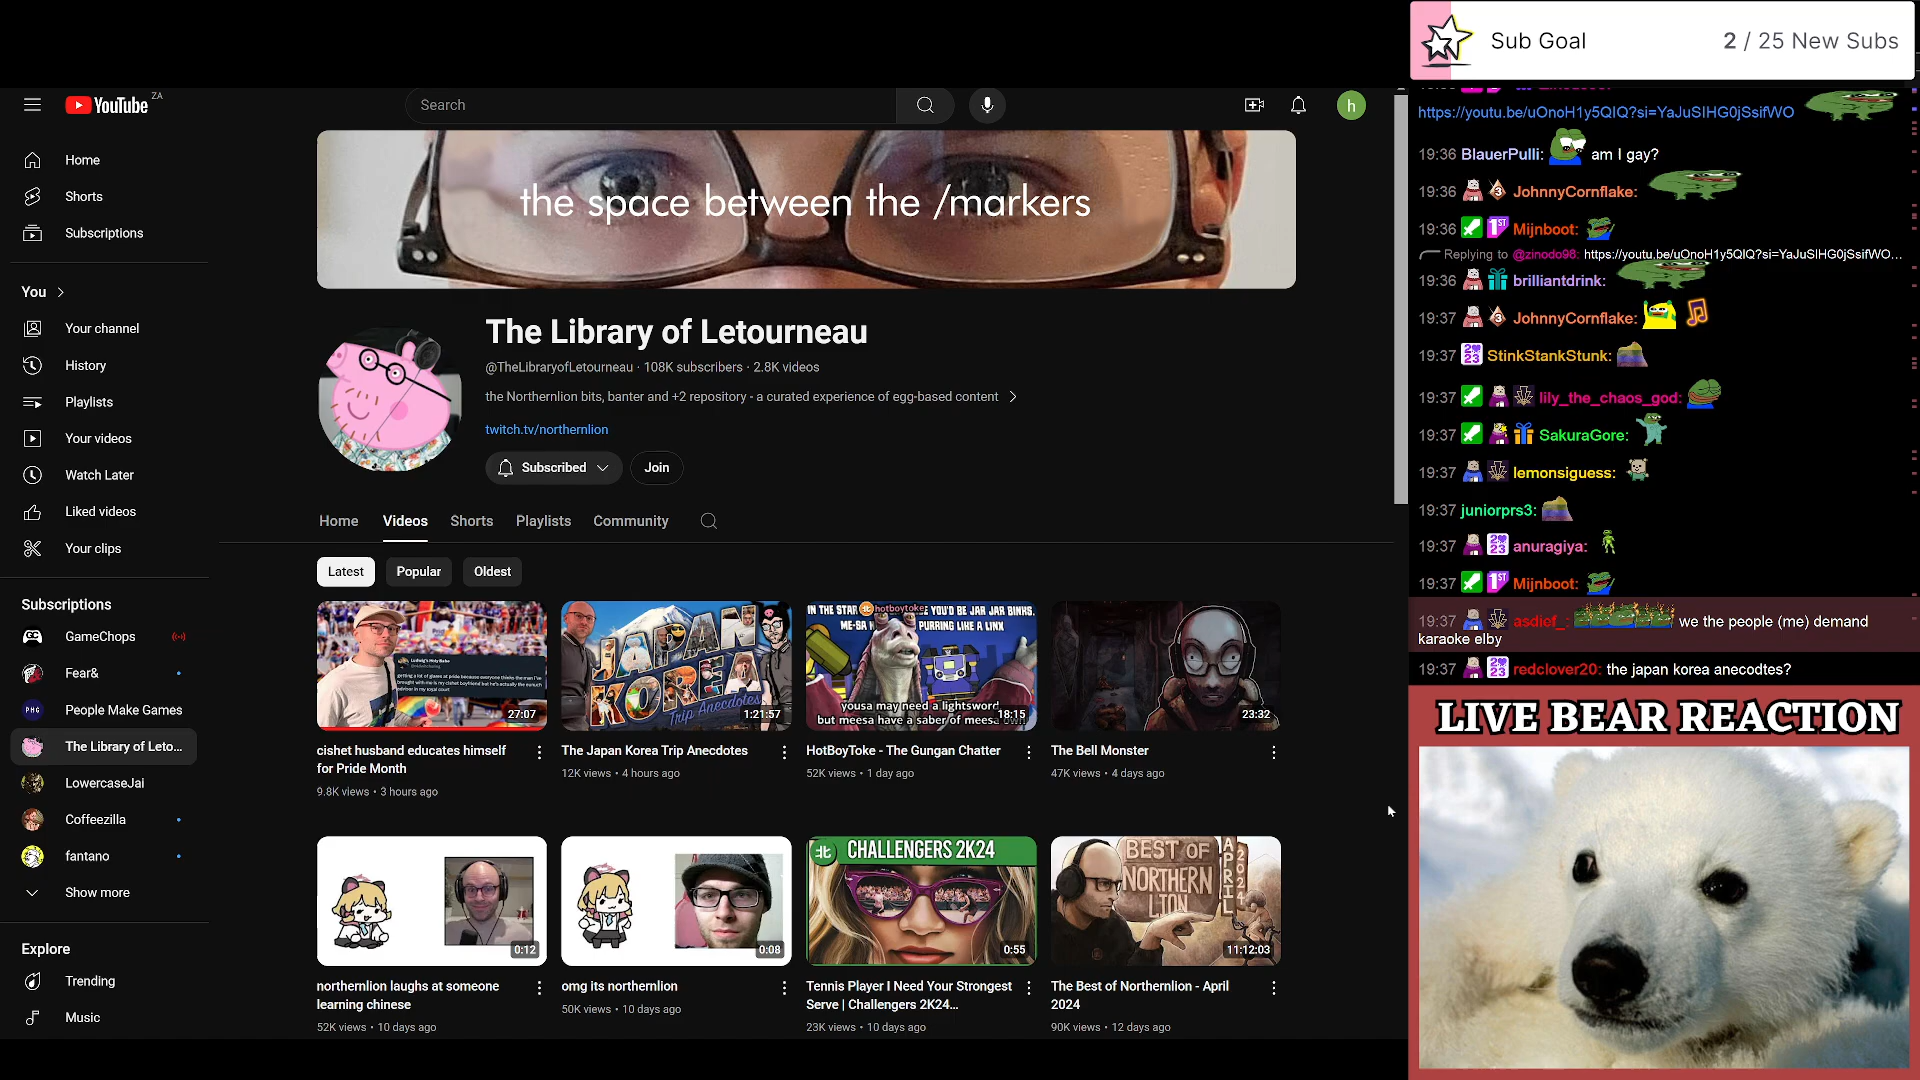 Sub Goal
2 / 25 New Subs
YouTube ZA
Search
h
Home
Shorts
Subscriptions
You
Your channel
History
Playlists
Your videos
Watch Later
Liked videos
Your clips
Subscriptions
GameChops
Fear&
People Make Games
The Library of Leto...
LowercaseJai
Coffeezilla
fantano
Show more
Explore
Trending
Music
the space between the /markers
The Library of Letourneau
@TheLibraryofLetourneau · 108K subscribers · 2.8K videos
the Northernlion bits, banter and +2 repository - a curated experience of egg-based content
twitch.tv/northernlion
Subscribed
Join
Home
Videos
Shorts
Playlists
Community
Latest
Popular
Oldest
27:07
cishet husband educates himself
for Pride Month
9.8K views • 3 hours ago
JAPAN
KOREA
Trip Anecdotes
1:21:57
The Japan Korea Trip Anecdotes
12K views • 4 hours ago
IN THE STAR
hotboytoke
YOU'D BE JAR JAR BINKS.
PURRING LIKE A LINX
yousa may need a lightsword
but meesa have a saber of meesa
18:15
HotBoyToke - The Gungan Chatter
52K views • 1 day ago
23:32
The Bell Monster
47K views • 4 days ago
0:12
northernlion laughs at someone
learning chinese
52K views • 10 days ago
0:08
omg its northernlion
50K views • 10 days ago
CHALLENGERS 2K24
0:55
Tennis Player I Need Your Strongest
Serve | Challengers 2K24...
23K views • 10 days ago
BEST OF
NORTHERN
LION
APRIL
2024
11:12:03
The Best of Northernlion - April
2024
90K views • 12 days ago
https://youtu.be/uOnoH1y5QIQ?si=YaJuSIHG0jSsifWO
19:36 BlauerPulli: am I gay?
19:36 JohnnyCornflake:
19:36 1ST Mijnboot:
Replying to @zinodo98: https://youtu.be/uOnoH1y5QIQ?si=YaJuSIHG0jSsifWO...
19:36 brilliantdrink:
19:37 JohnnyCornflake:
19:37 StinkStankStunk:
19:37 lily_the_chaos_god:
19:37 SakuraGore:
19:37 lemonsiguess:
19:37 juniorprs3:
19:37 anuragiya:
19:37 1ST Mijnboot:
19:37 asdief_: we the people (me) demand
karaoke elby
19:37 redclover20: the japan korea anecodtes?
LIVE BEAR REACTION